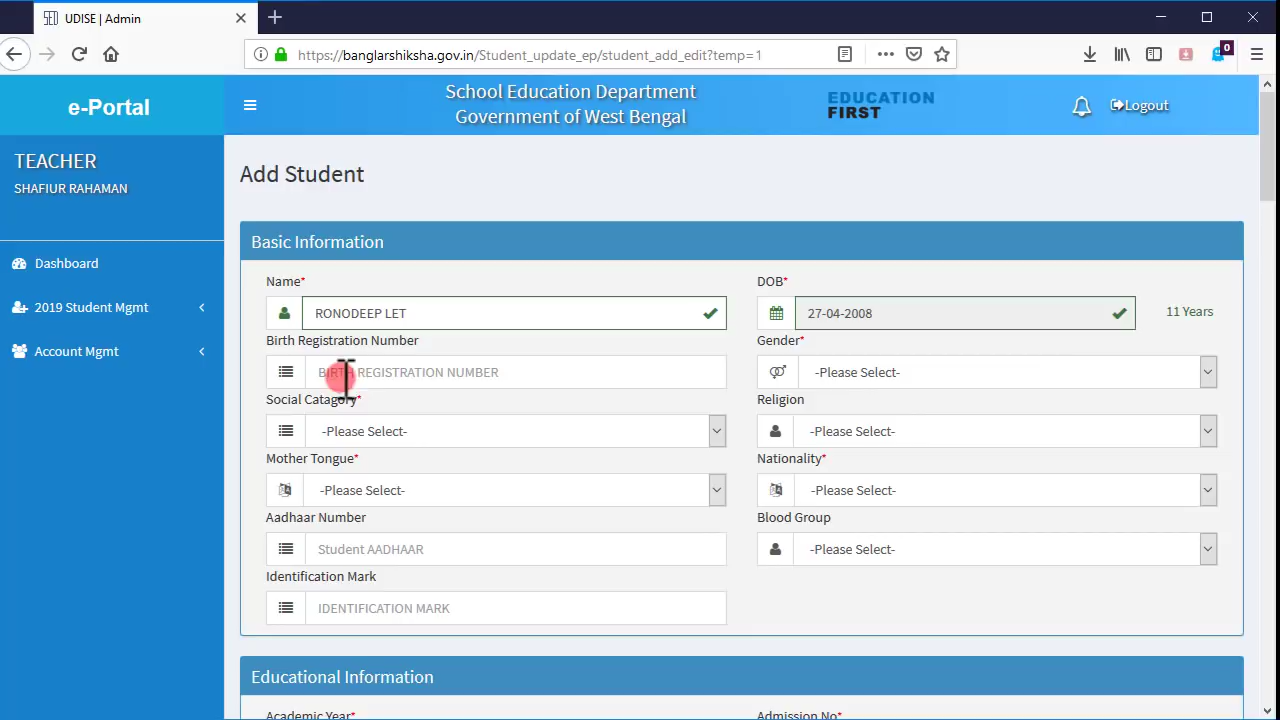 UDISE | Admin
https://banglarshiksha.gov.in/Student_update_ep/student_add_edit?temp=1
0
e-Portal
School Education Department
Government of West Bengal
EDUCATION
FIRST
Logout
TEACHER
SHAFIUR RAHAMAN
Dashboard
2019 Student Mgmt
Account Mgmt
Add Student
Basic Information
Name*
DOB*
RONODEEP LET
27-04-2008
11 Years
Birth Registration Number
Gender*
BIRTH REGISTRATION NUMBER
-Please Select-
Social Catagory*
Religion
-Please Select-
-Please Select-
Mother Tongue*
Nationality*
-Please Select-
-Please Select-
Aadhaar Number
Blood Group
Student AADHAAR
-Please Select-
Identification Mark
IDENTIFICATION MARK
Educational Information
Academic Year*
Admission No*